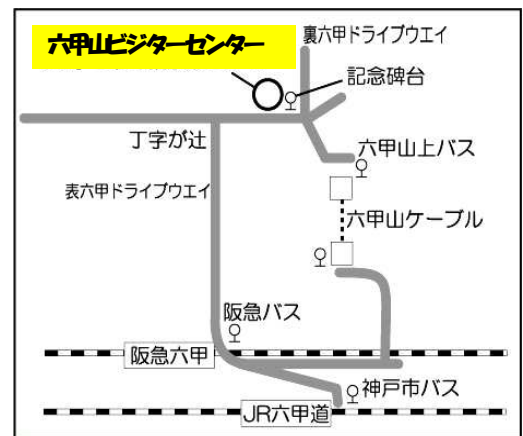 六甲山ビジターセンター
裏六甲ドライブウエイ
記念碑台
丁字が辻
六甲山上バス
表六甲ドライブウエイ
六甲山ケーブル
阪急バス
阪急六甲
神戸市バス
JR六甲道